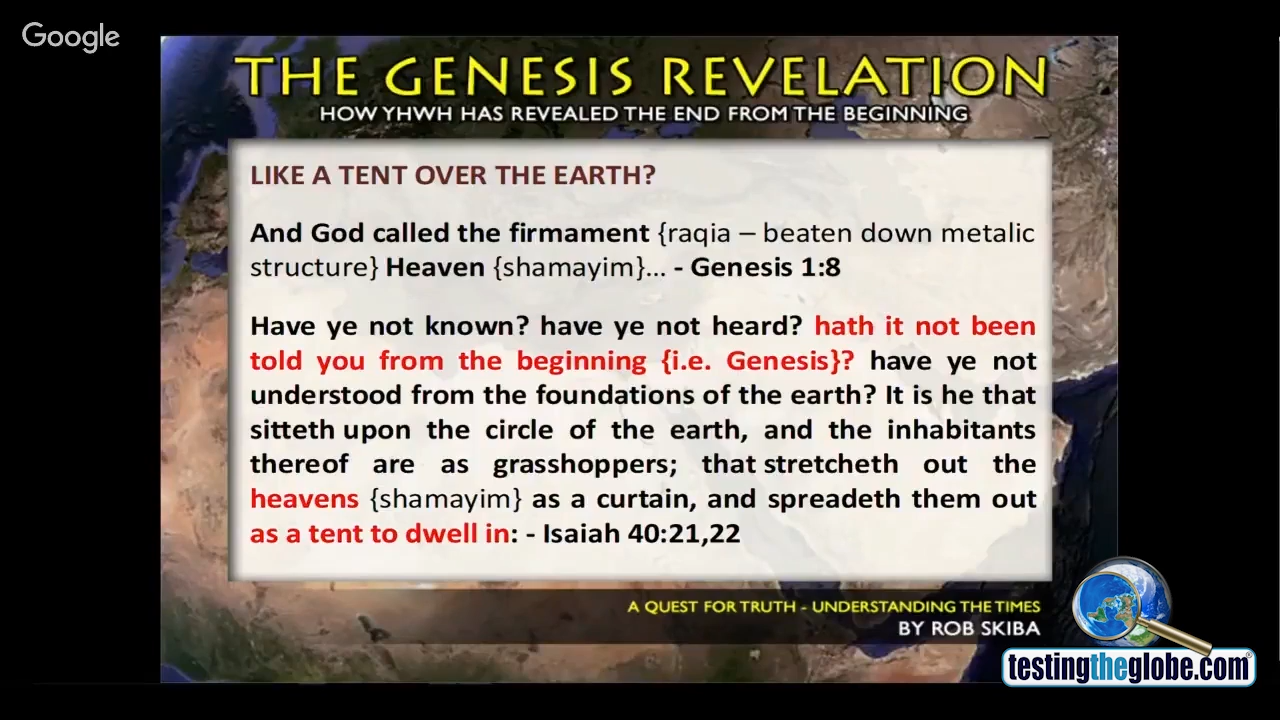 Google
THE GENESIS REVELATION
HOW YHWH HAS REVEALED THE END FROM THE BEGINNING
LIKE A TENT OVER THE EARTH?
And God called the firmament {raqia – beaten down metalic
structure} Heaven {shamayim}... - Genesis 1:8
Have ye not known? have ye not heard? hath it not been
told you from the beginning {i.e. Genesis}? have ye not
understood from the foundations of the earth? It is he that
sitteth upon the circle of the earth, and the inhabitants
thereof are as grasshoppers; that stretcheth out the
heavens {shamayim} as a curtain, and spreadeth them out
as a tent to dwell in: - Isaiah 40:21,22
A QUEST FOR TRUTH - UNDERSTANDING THE TIMES
BY ROB SKIBA
testingtheglobe.com